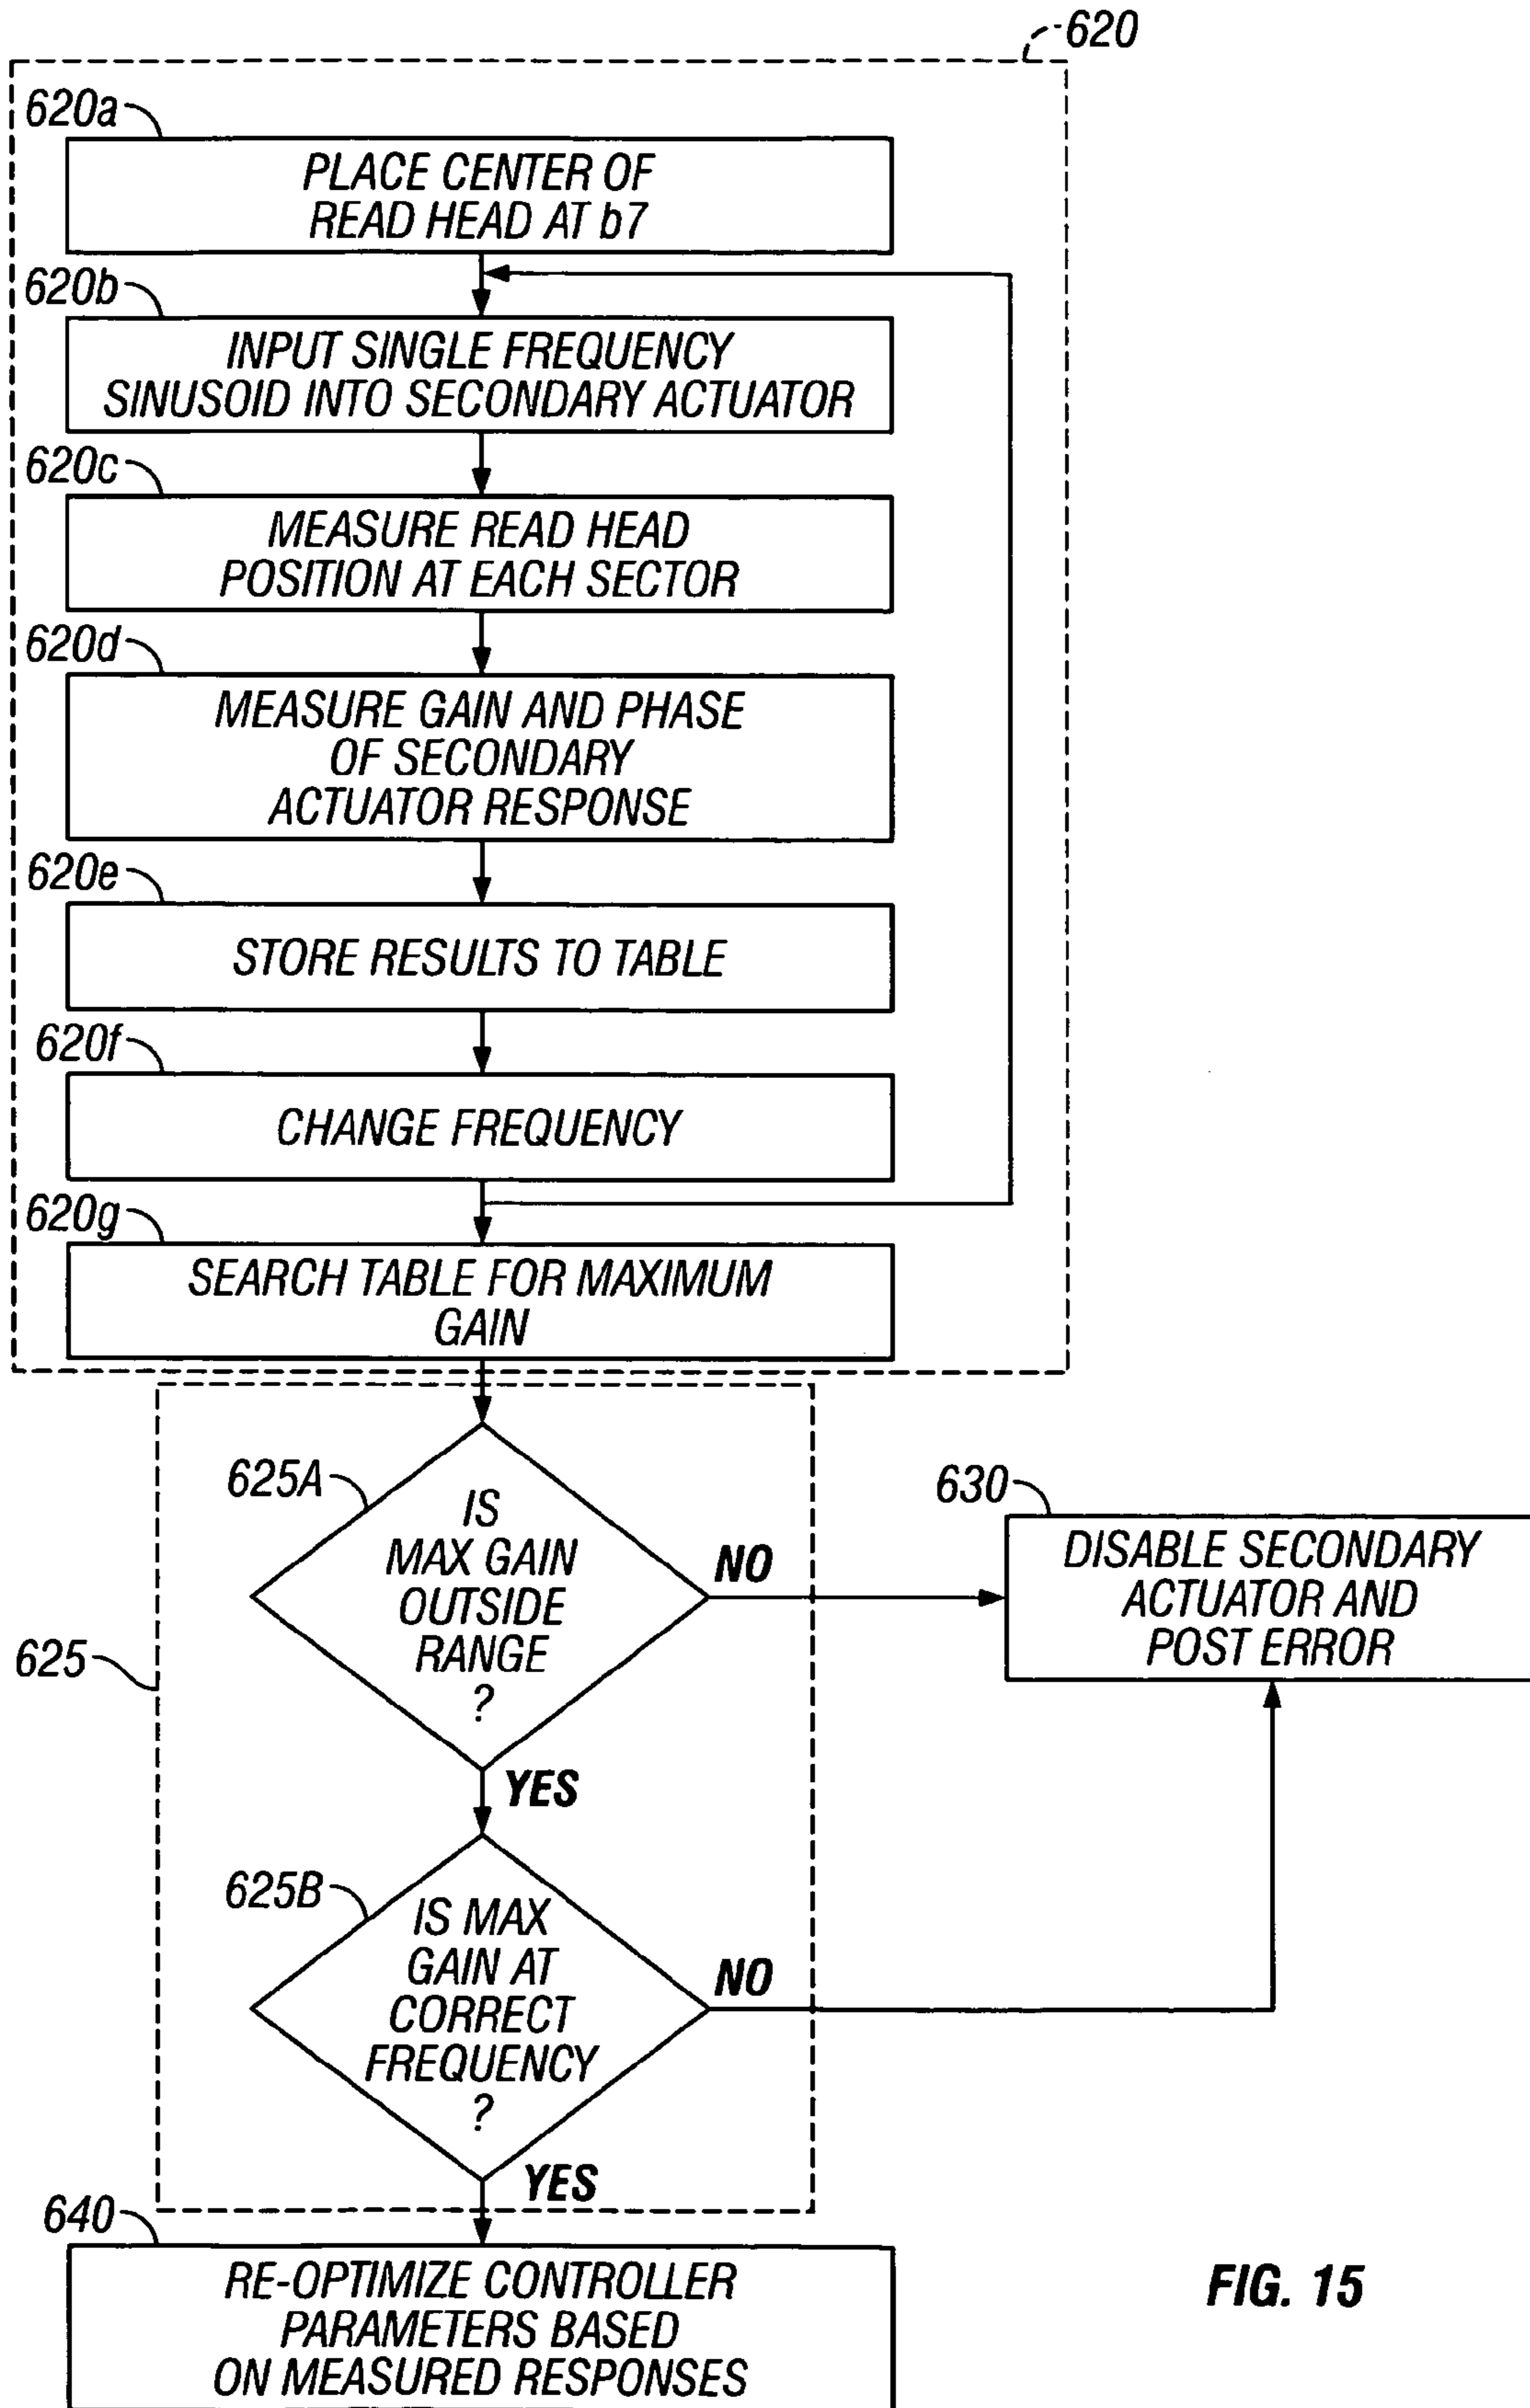 620
620a
PLACE CENTER OF
READ HEAD AT b7
620b
INPUT SINGLE FREQUENCY
SINUSOID INTO SECONDARY ACTUATOR
620c
MEASURE READ HEAD
POSITION AT EACH SECTOR
620d
MEASURE GAIN AND PHASE
OF SECONDARY
ACTUATOR RESPONSE
620e
STORE RESULTS TO TABLE
620f
CHANGE FREQUENCY
620g
SEARCH TABLE FOR MAXIMUM
GAIN
625
625A
IS
MAX GAIN
OUTSIDE
RANGE
?
NO
630
DISABLE SECONDARY
ACTUATOR AND
POST ERROR
YES
625B
IS MAX
GAIN AT
CORRECT
FREQUENCY
?
NO
YES
640
RE-OPTIMIZE CONTROLLER
PARAMETERS BASED
ON MEASURED RESPONSES
FIG. 15